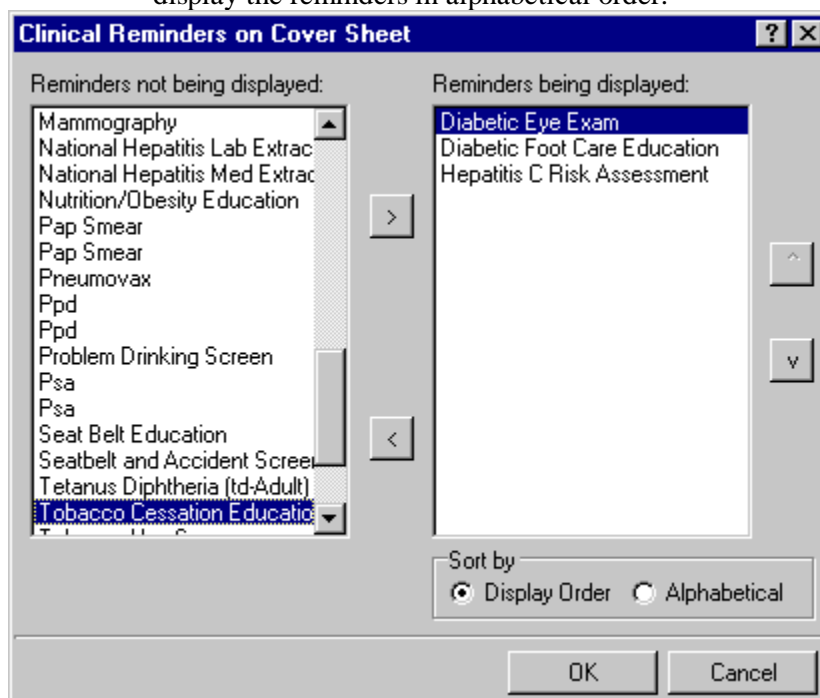 display the reminders in alphabetical order.
Clinical Reminders on Cover Sheet
? X
Reminders not being displayed:
Mammography
National Hepatitis Lab Extrac
National Hepatitis Med Extrac
Nutrition/Obesity Education
Pap Smear
Pap Smear
Pneumovax
Ppd
Ppd
Problem Drinking Screen
Psa
Psa
Seat Belt Education
Seatbelt and Accident Screen
Tetanus Diphtheria (td-Adult)
Tobacco Cessation Educatio
>
<
Reminders being displayed:
Diabetic Eye Exam
Diabetic Foot Care Education
Hepatitis C Risk Assessment
^
v
Sort by
Display Order Alphabetical
OK Cancel